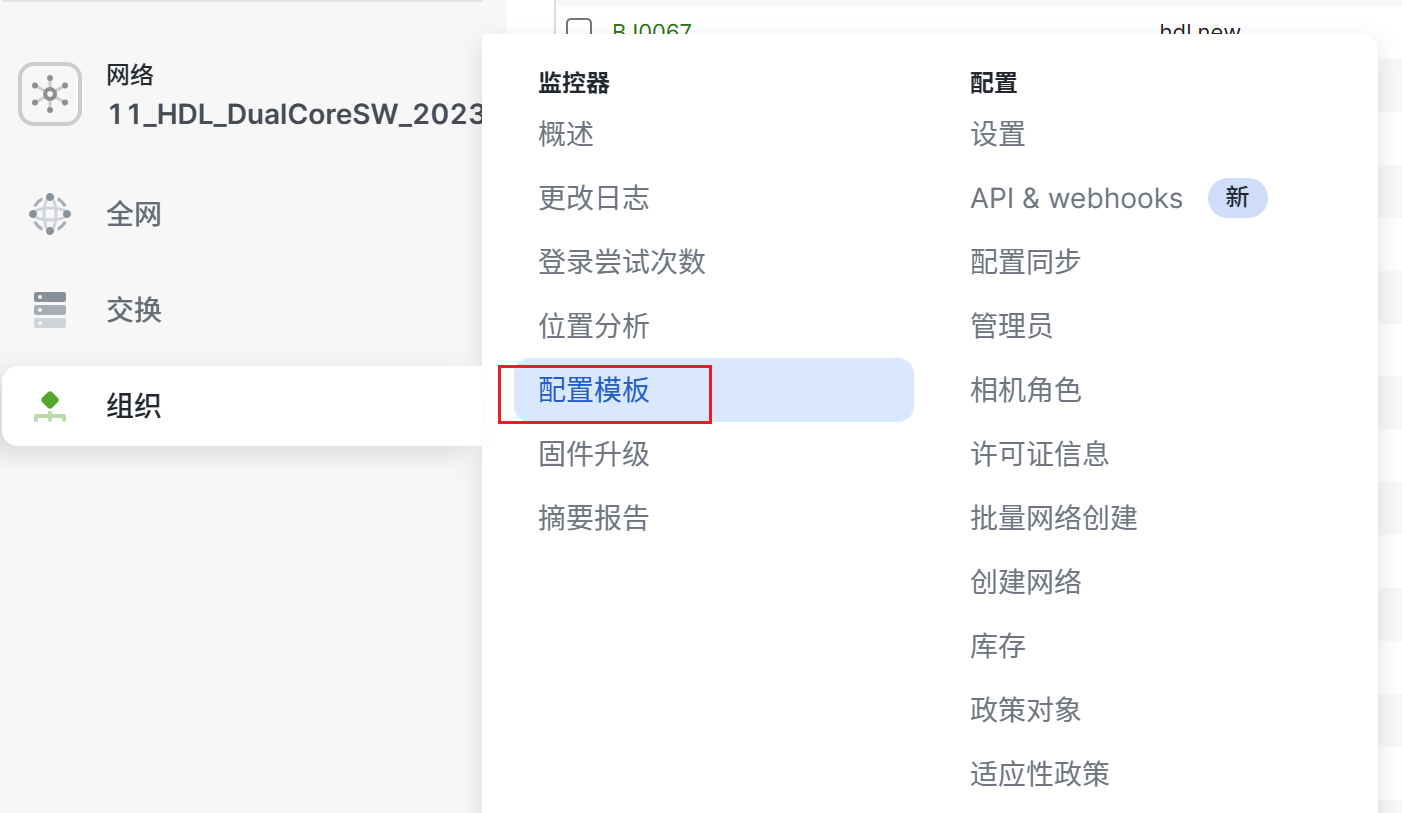 BJ0067
hdl new
网络
11_HDL_DualCoreSW_2023
全网
交换
组织
监控器
概述
更改日志
登录尝试次数
位置分析
配置模板
固件升级
摘要报告
配置
设置
API & webhooks 新
配置同步
管理员
相机角色
许可证信息
批量网络创建
创建网络
库存
政策对象
适应性政策